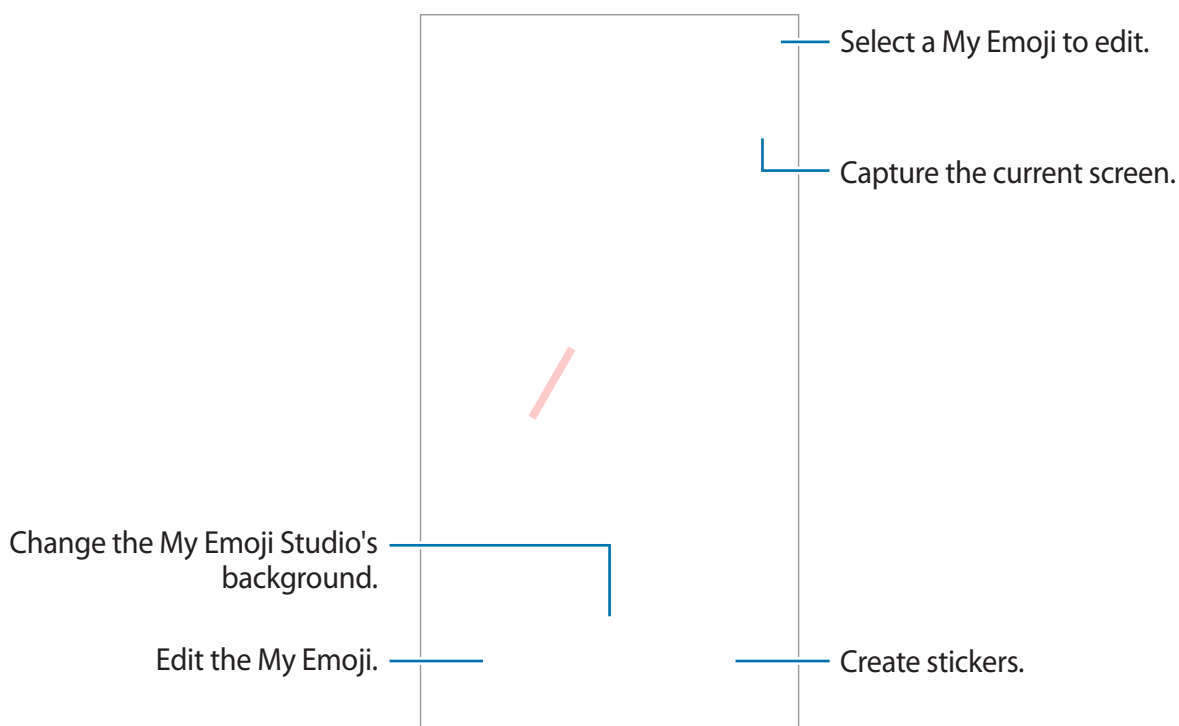 Select a My Emoji to edit.
Capture the current screen.
Change the My Emoji Studio's
background.
Edit the My Emoji.
Create stickers.